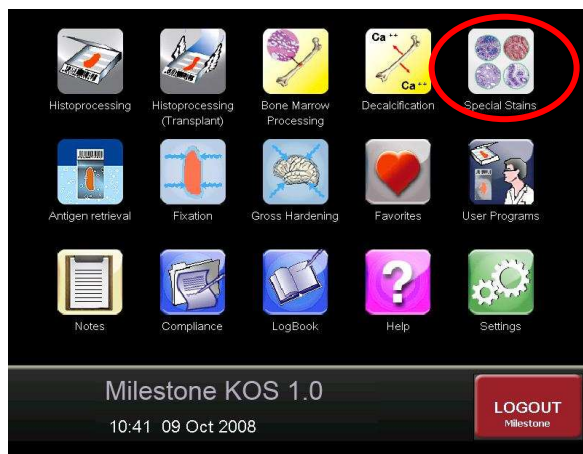 Ca ++
Ca ++
Histoprocessing
Histoprocessing
(Transplant)
Bone Marrow
Processing
Decalcification
Special Stains
Antigen retrieval
Fixation
Gross Hardening
Favorites
User Programs
Notes
Compliance
LogBook
Help
Settings
?
Milestone KOS 1.0
10:41 09 Oct 2008
LOGOUT
Milestone